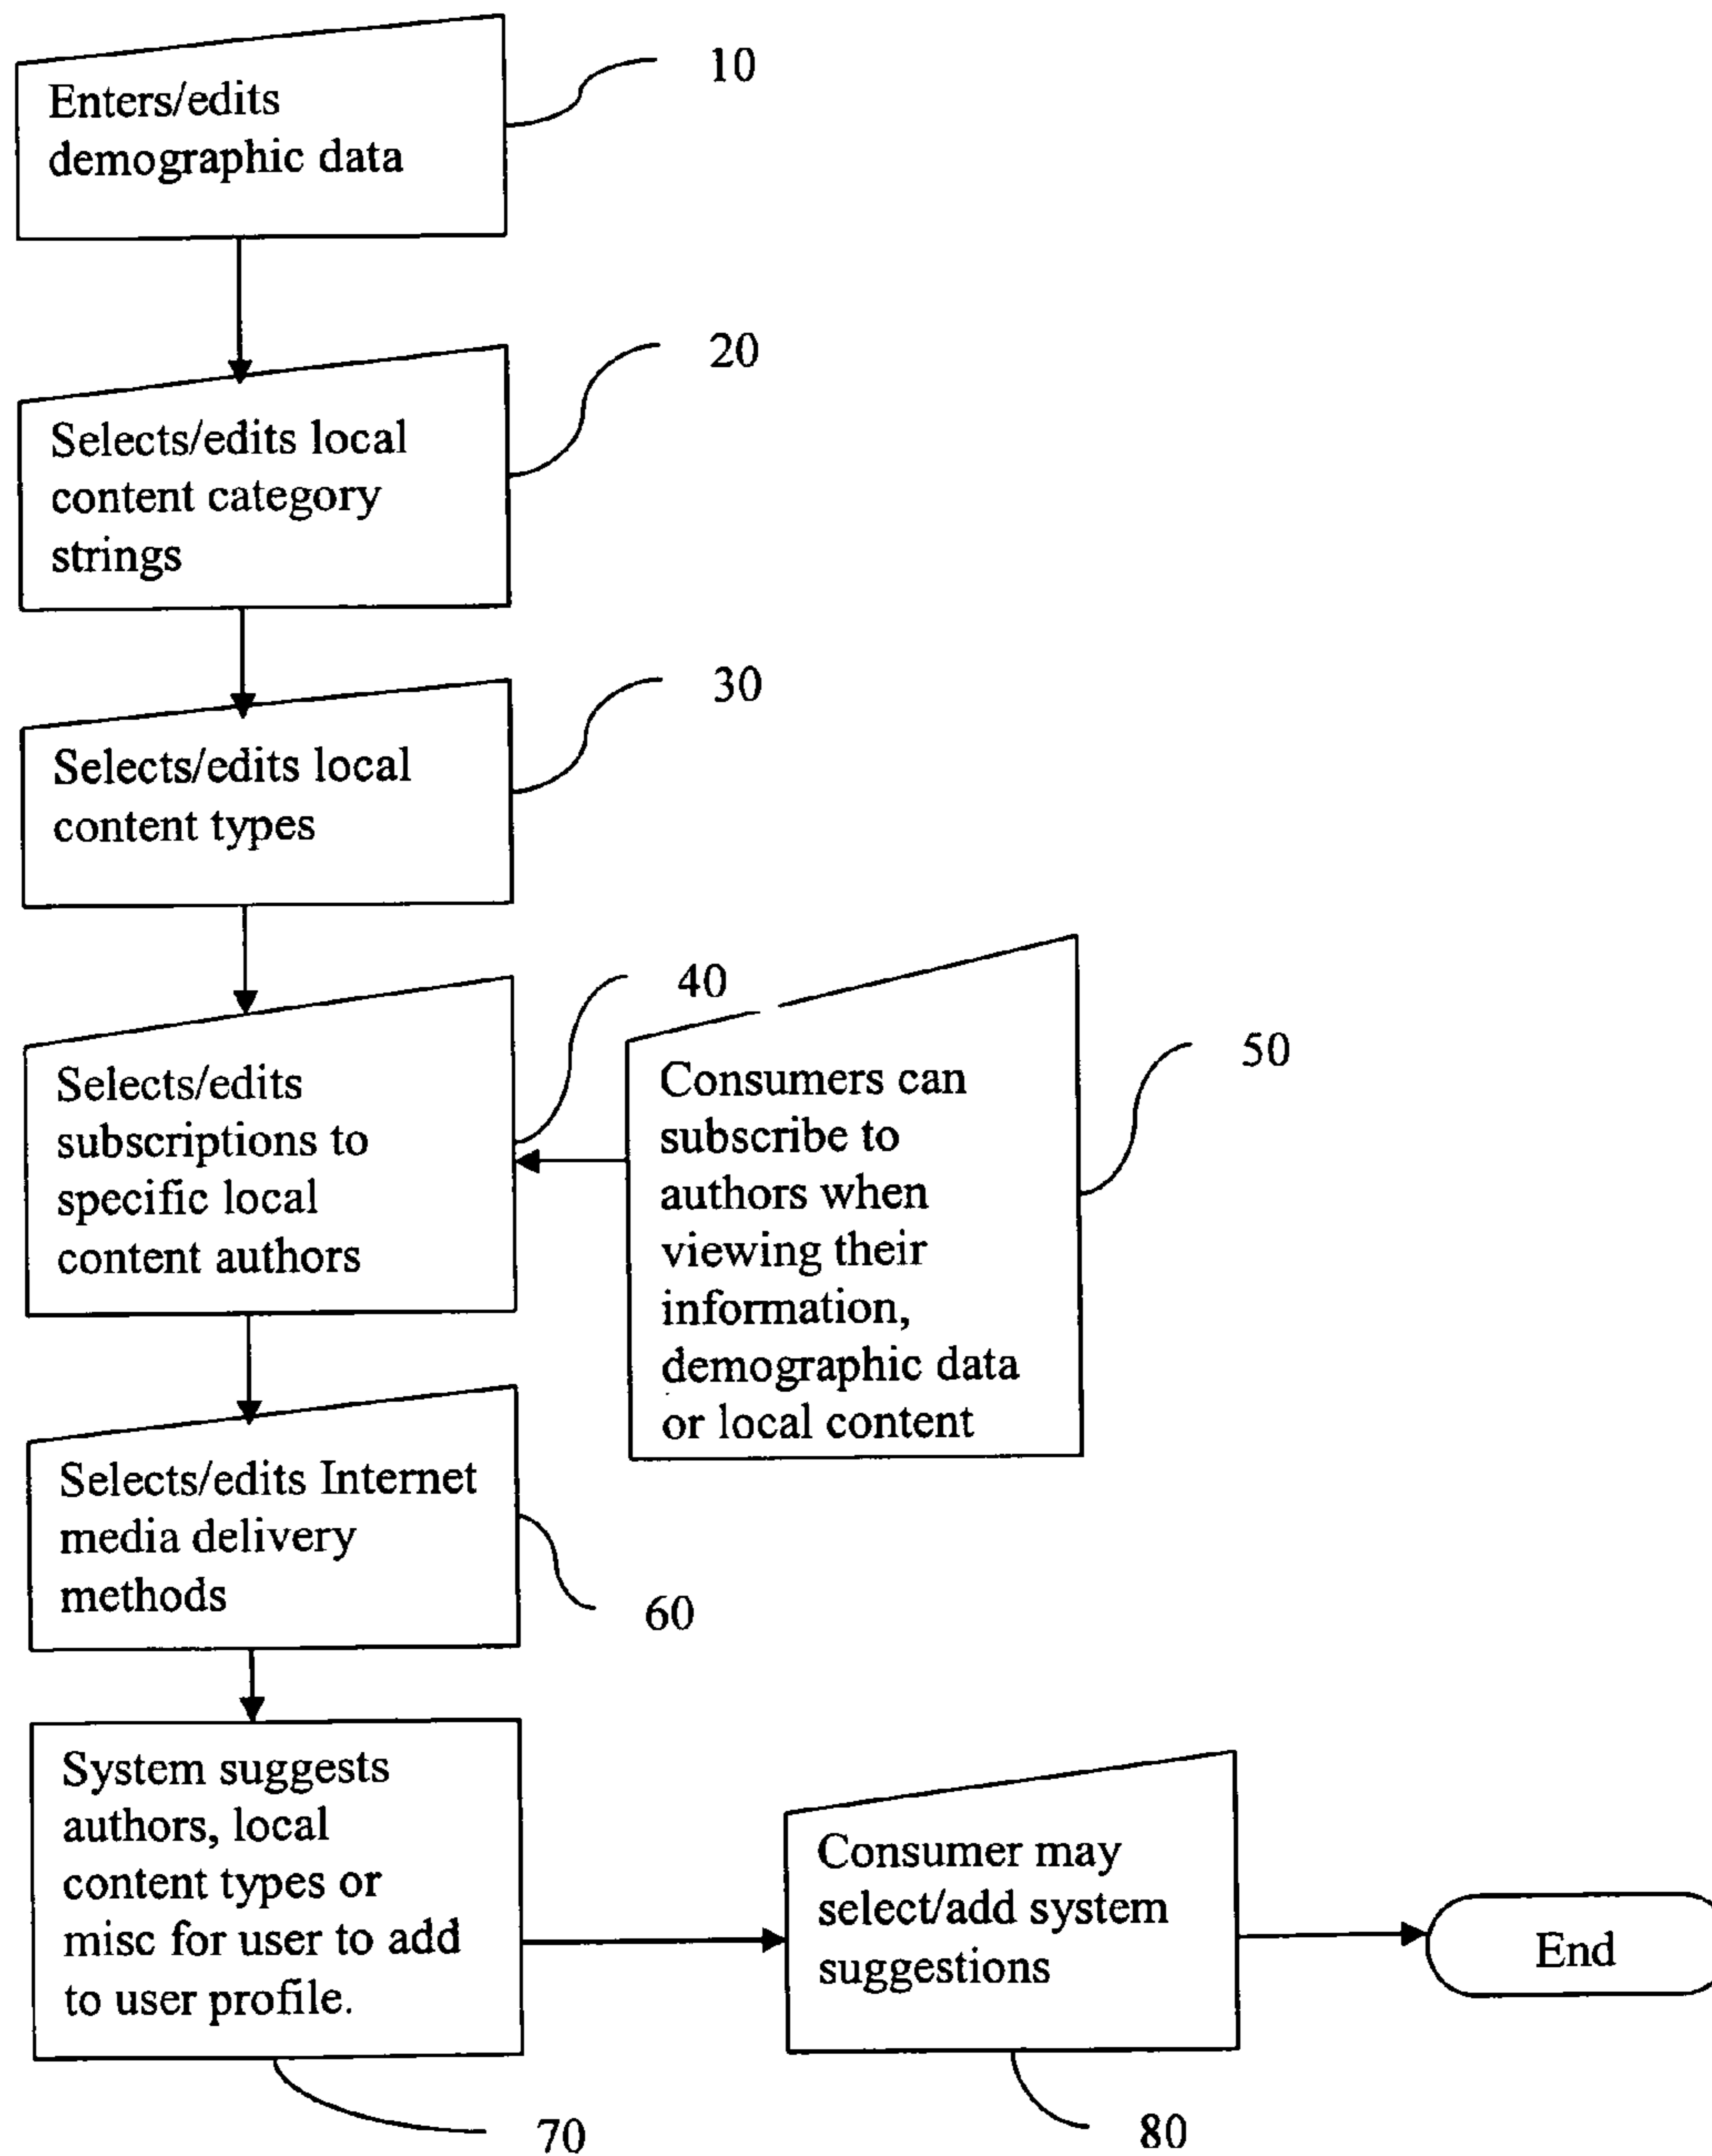 Enters/edits
demographic data
10
Selects/edits local
content category
strings
20
Selects/edits local
content types
30
Selects/edits
subscriptions to
specific local
content authors
40
Consumers can
subscribe to
authors when
viewing their
information,
demographic data
or local content
50
Selects/edits Internet
media delivery
methods
60
System suggests
authors, local
content types or
misc for user to add
to user profile.
70
Consumer may
select/add system
suggestions
80
End